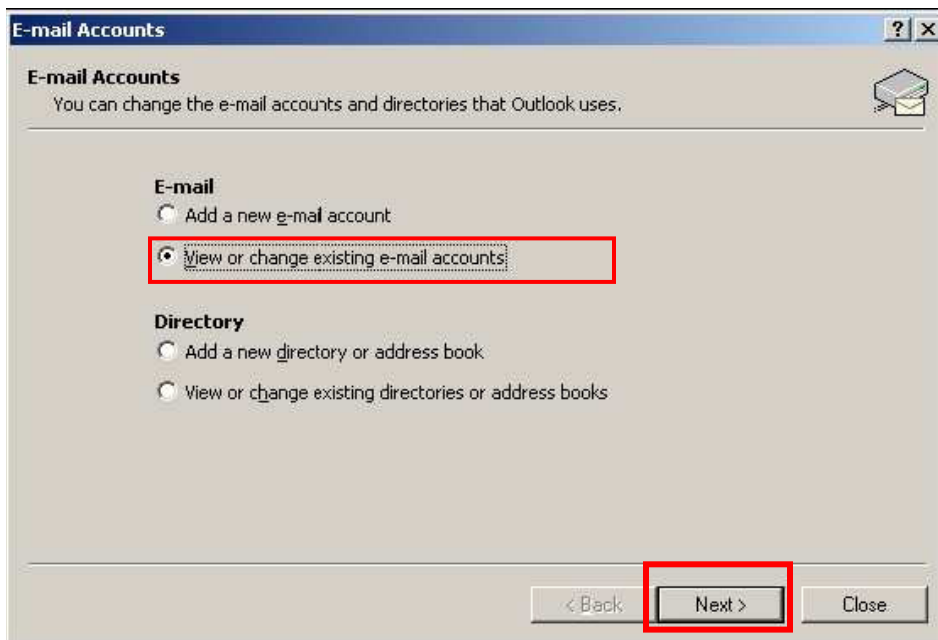 E-mail Accounts
E-mail Accounts
You can change the e-mail accounts and directories that Outlook uses.
E-mail
Add a new e-mail account
View or change existing e-mail accounts
Directory
Add a new directory or address book
View or change existing directories or address books
< Back Next > Close